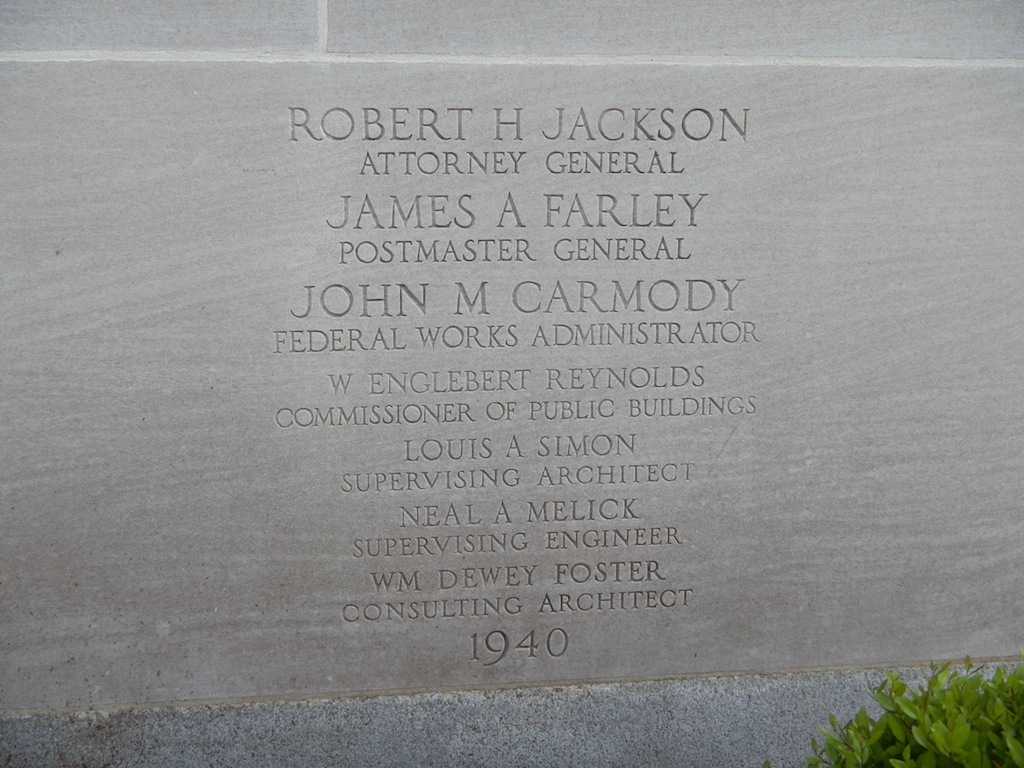 ROBERT H JACKSON
ATTORNEY GENERAL
JAMES A FARLEY
POSTMASTER GENERAL
JOHN M CARMODY
FEDERAL WORKS ADMINISTRATOR
W ENGLEBERT REYNOLDS
COMMISSIONER OF PUBLIC BUILDINGS
LOUIS A SIMON
SUPERVISING ARCHITECT
NEAL A MELICK
SUPERVISING ENGINEER
WM DEWEY FOSTER
CONSULTING ARCHITECT
1940